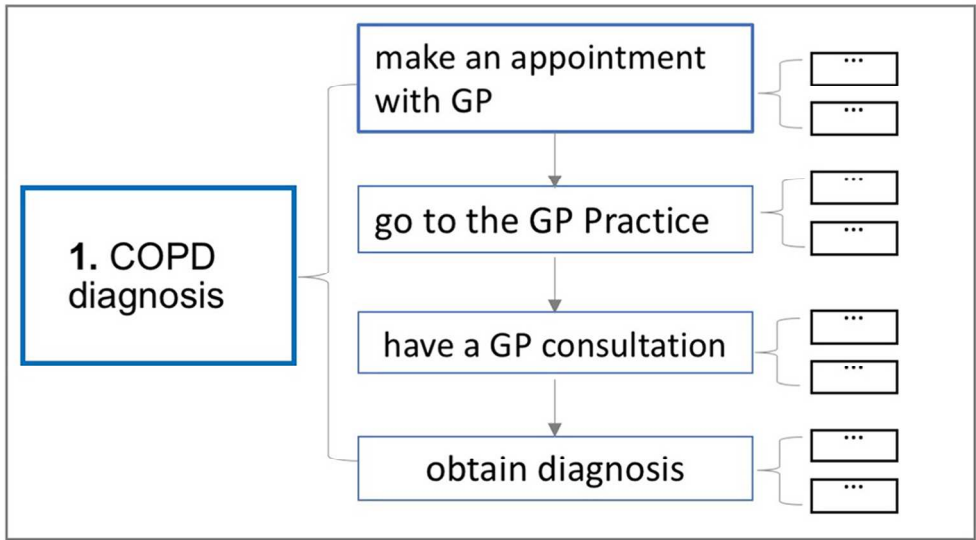 make an appointment
with GP
...
...
go to the GP Practice
...
...
1. COPD
diagnosis
have a GP consultation
...
...
obtain diagnosis
...
...